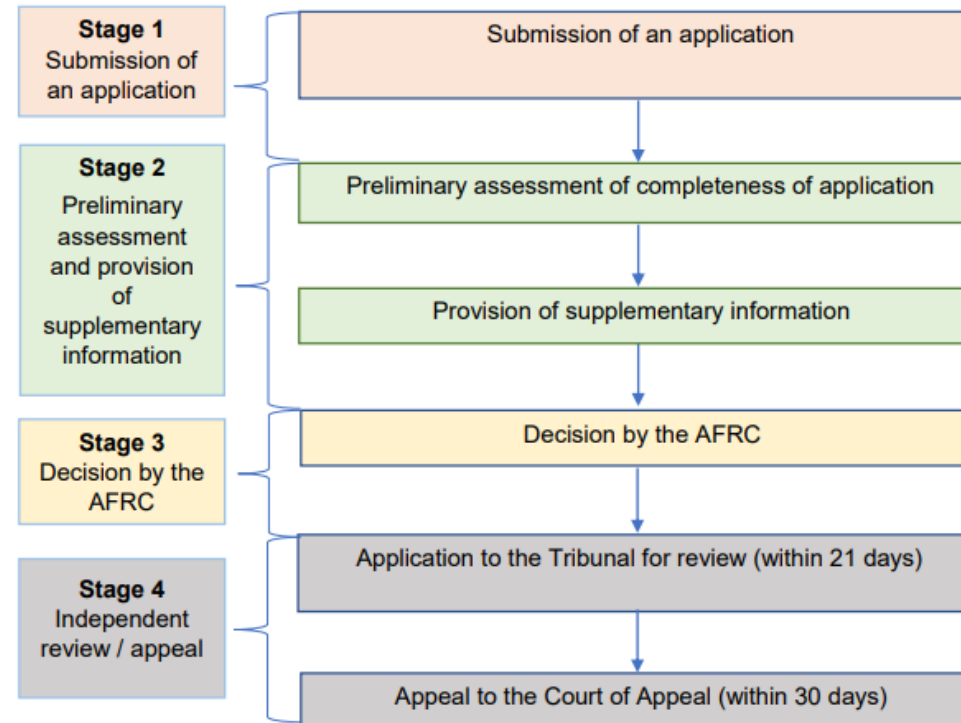 Stage 1
Submission of
an application
Submission of an application
Stage 2
Preliminary
assessment
and provision
of
supplementary
information
Preliminary assessment of completeness of application
Provision of supplementary information
Stage 3
Decision by the
AFRC
Decision by the AFRC
Stage 4
Independent
review / appeal
Application to the Tribunal for review (within 21 days)
Appeal to the Court of Appeal (within 30 days)